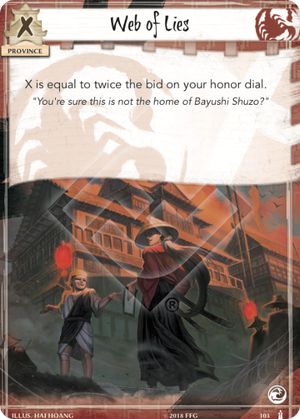 Web of Lies
X
PROVINCE
X is equal to twice the bid on your honor dial.
"You're sure this is not the home of Bayushi Shuzo?"
®
ILLUS. HAI HOANG
© 2018 FFG
103